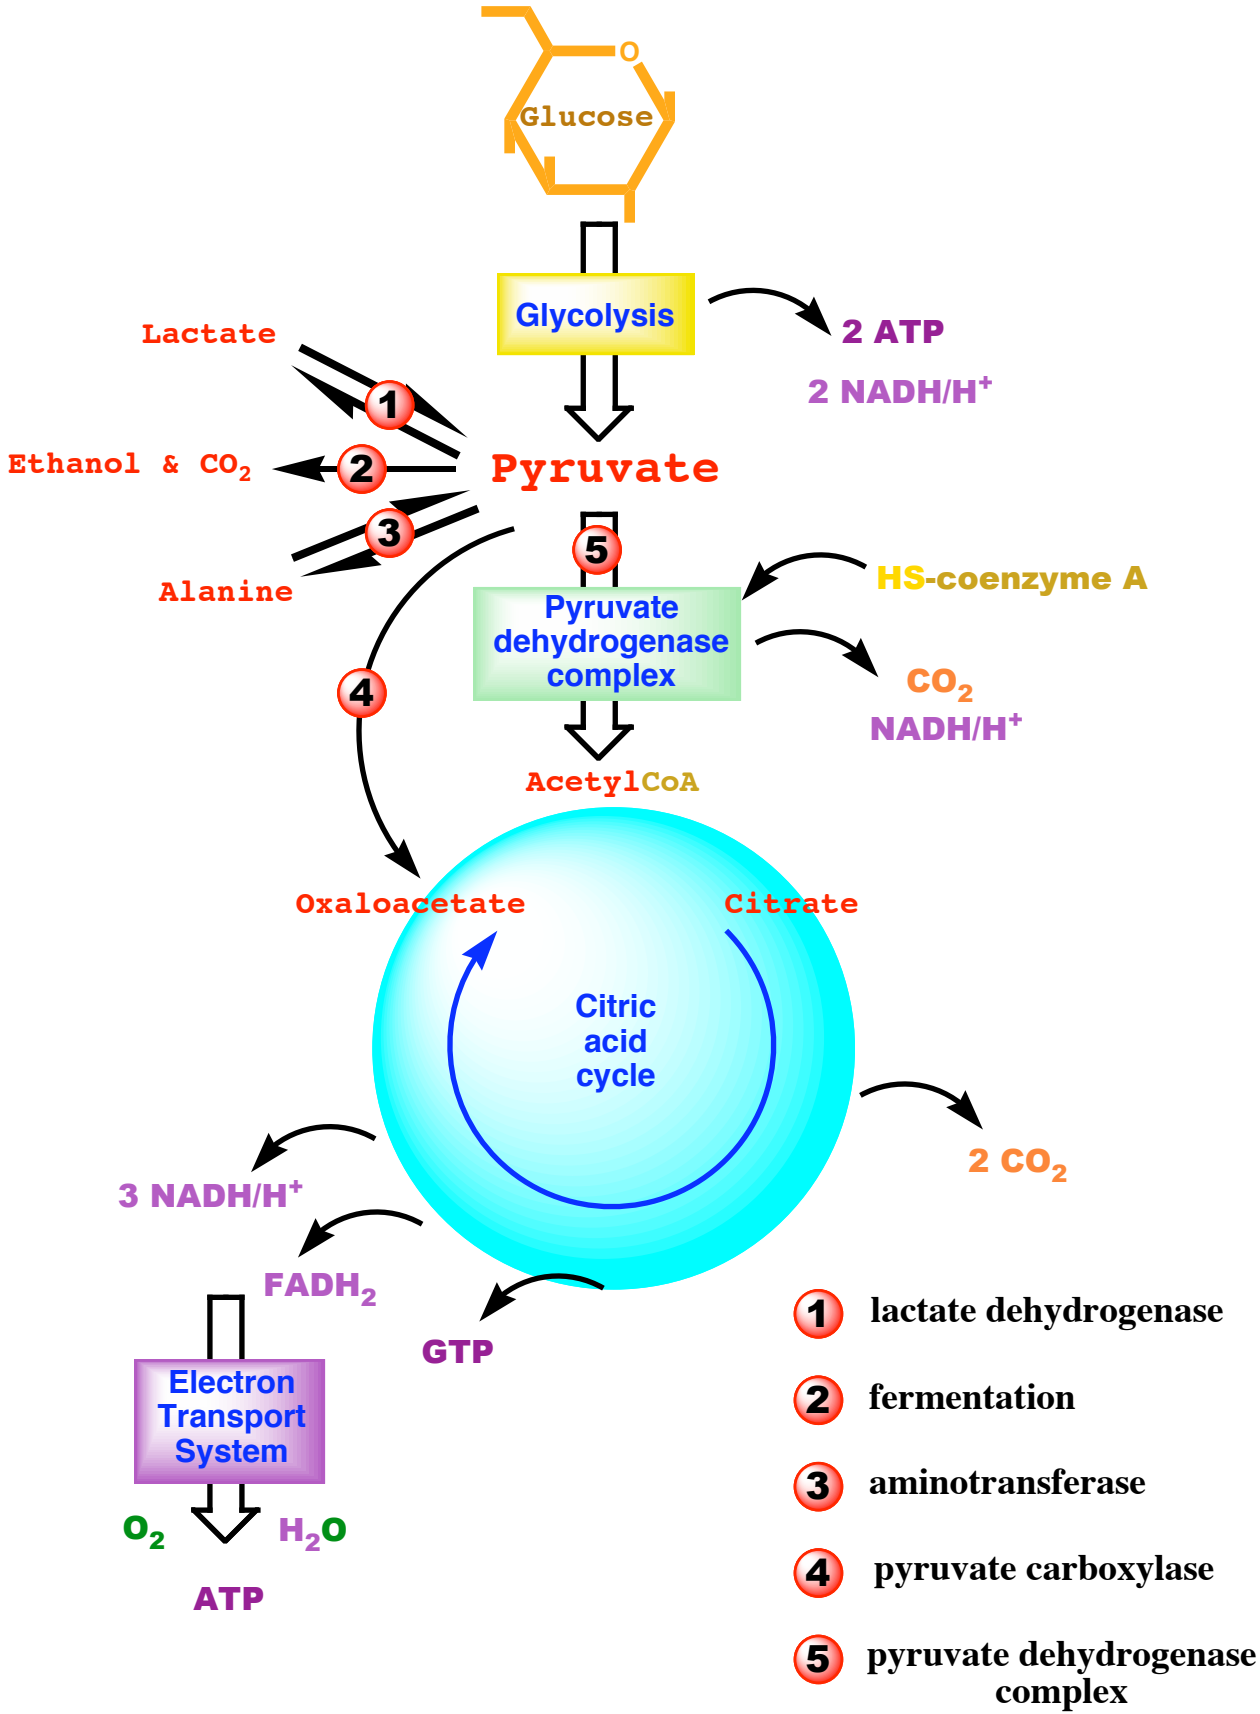 O
Glucose
Glycolysis
2 ATP
2 NADH/H⁺
Lactate
1
Ethanol & CO₂
2
Pyruvate
3
Alanine
5
HS-coenzyme A
Pyruvate
dehydrogenase
complex
4
CO₂
NADH/H⁺
AcetylCoA
Oxaloacetate
Citrate
Citric
acid
cycle
2 CO₂
3 NADH/H⁺
FADH₂
GTP
Electron
Transport
System
O₂
H₂O
ATP
1 lactate dehydrogenase
2 fermentation
3 aminotransferase
4 pyruvate carboxylase
5 pyruvate dehydrogenase
complex